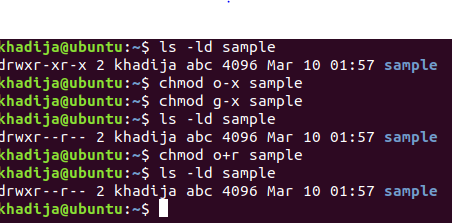 khadija@ubuntu:~$ ls -ld sample
drwxr-xr-x 2 khadija abc 4096 Mar 10 01:57 sample
khadija@ubuntu:~$ chmod o-x sample
khadija@ubuntu:~$ chmod g-x sample
khadija@ubuntu:~$ ls -ld sample
drwxr--r-- 2 khadija abc 4096 Mar 10 01:57 sample
khadija@ubuntu:~$ chmod o+r sample
khadija@ubuntu:~$ ls -ld sample
drwxr--r-- 2 khadija abc 4096 Mar 10 01:57 sample
khadija@ubuntu:~$